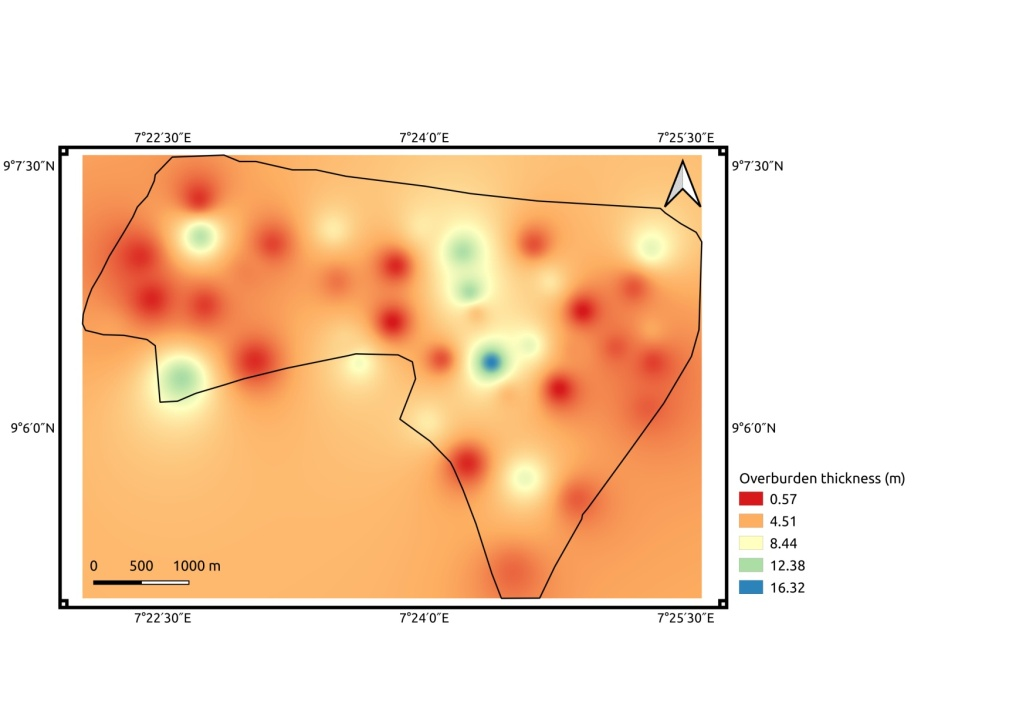 7°22′30″E 7°24′0″E 7°25′30″E
9°7′30″N 9°7′30″N
9°6′0″N 9°6′0″N
Overburden thickness (m)
0.57
4.51
8.44
12.38
16.32
0 500 1000 m
7°22′30″E 7°24′0″E 7°25′30″E